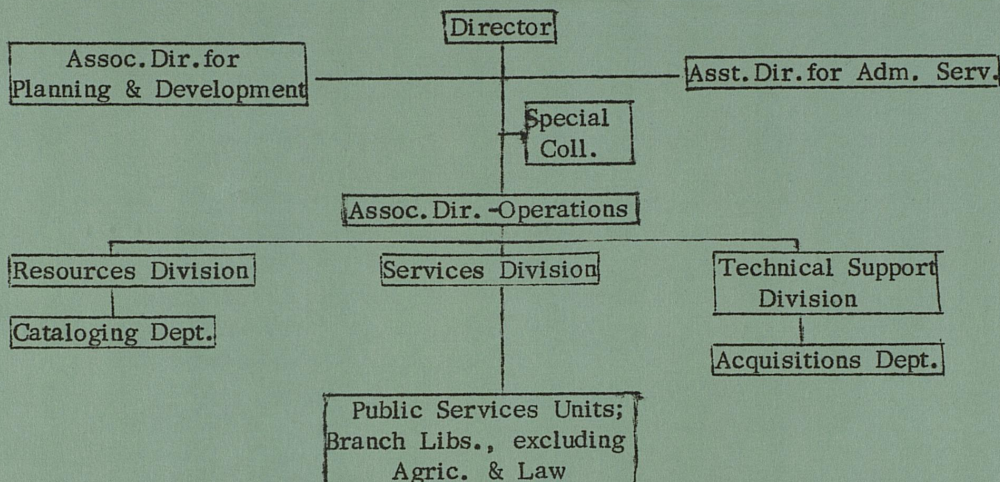 Director
Assoc.Dir.for
Planning & Development
Asst.Dir.for Adm. Serv.
Special
Coll.
Assoc.Dir.-Operations
Resources Division
Services Division
Technical Support
Division
Cataloging Dept.
Acquisitions Dept.
Public Services Units;
Branch Libs., excluding
Agric. & Law